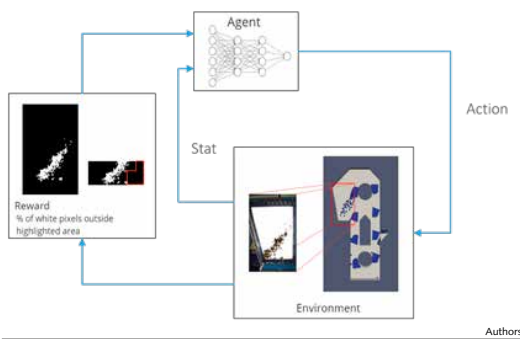 Agent
Action
Stat
Reward
% of white pixels outside
highlighted area
Environment
Authors